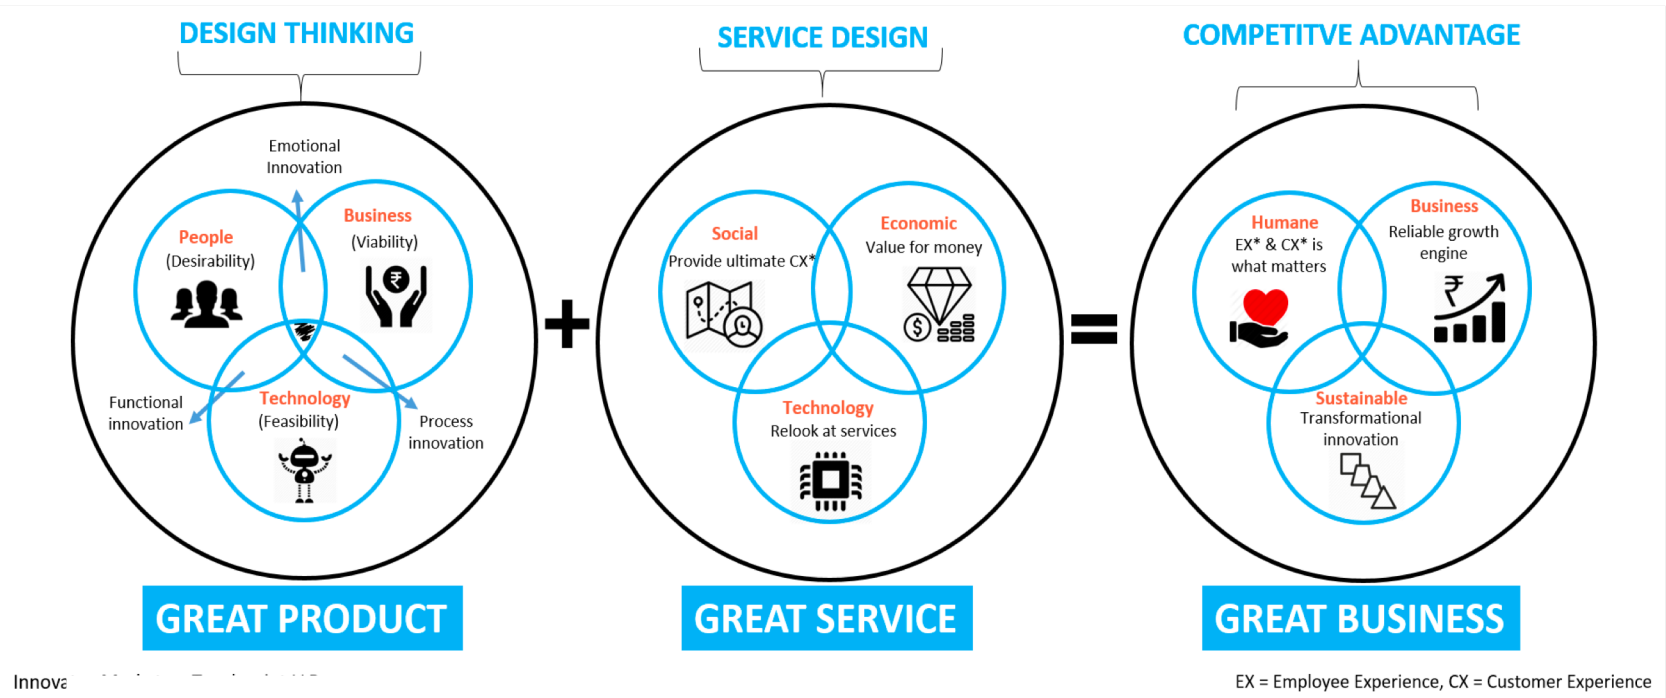 DESIGN THINKING
SERVICE DESIGN
COMPETITVE ADVANTAGE
Emotional
Innovation
People
(Desirability)
Business
(Viability)
₹
Functional
innovation
Technology
(Feasibility)
Process
innovation
+
Social
Provide ultimate CX*
Economic
Value for money
$
Technology
Relook at services
=
Humane
EX* & CX* is
what matters
Business
Reliable growth
engine
₹
Sustainable
Transformational
innovation
GREAT PRODUCT
GREAT SERVICE
GREAT BUSINESS
EX = Employee Experience, CX = Customer Experience